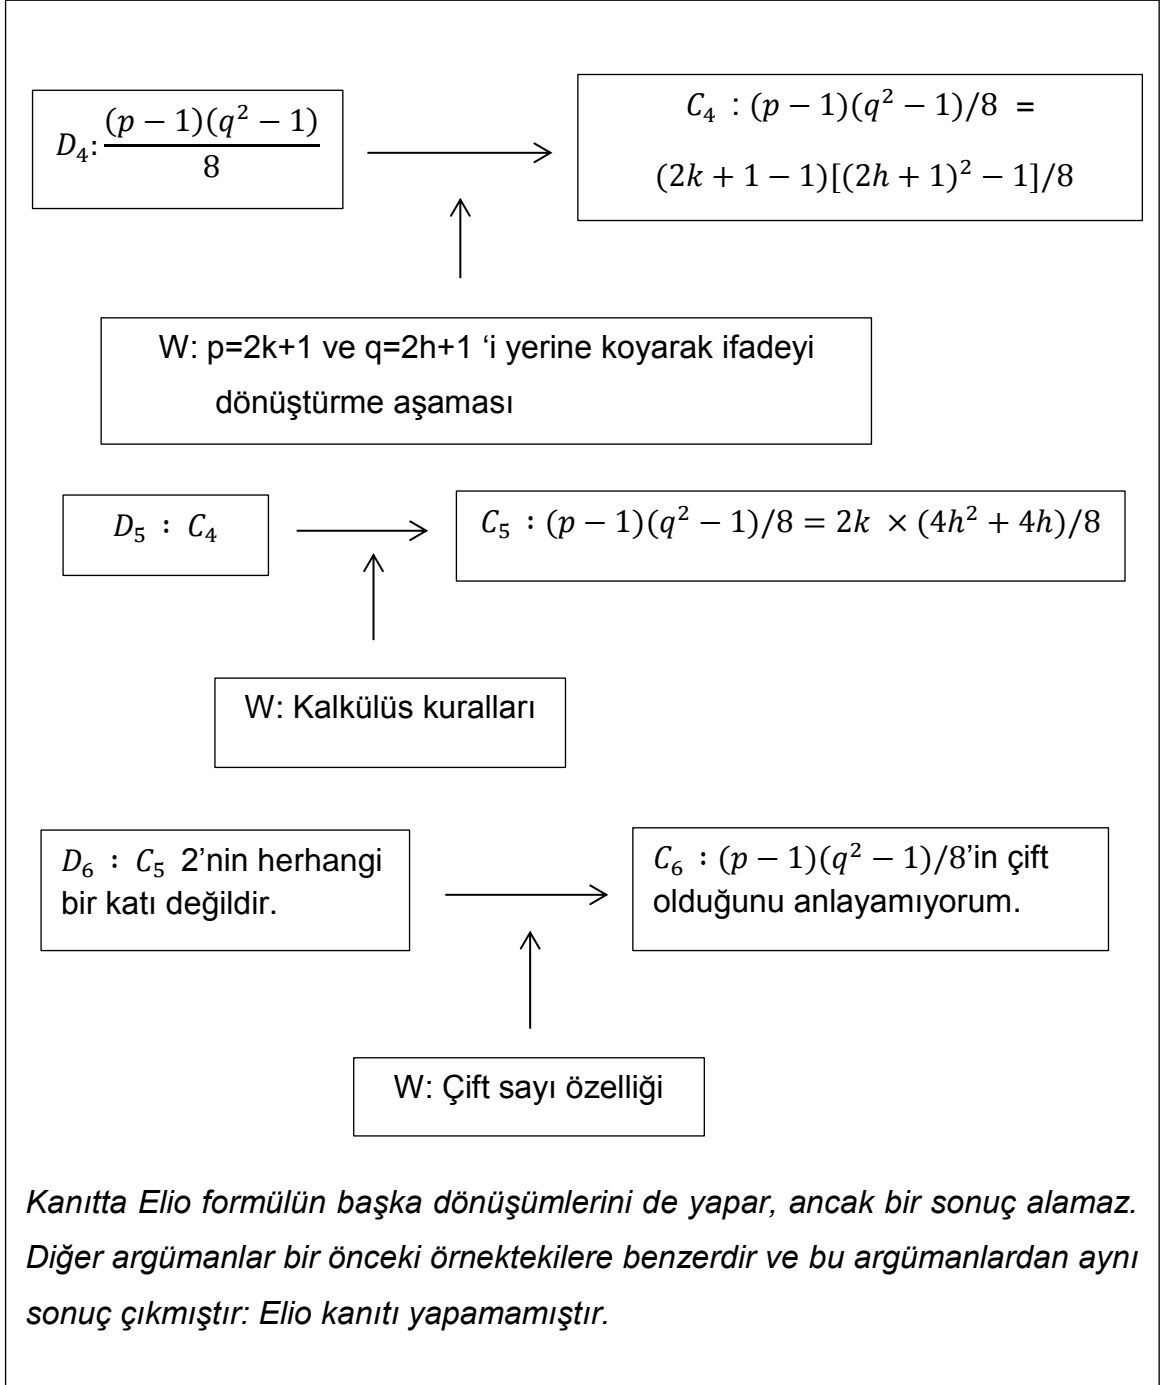 D₄: (p − 1)(q² − 1)
8
C₄ : (p − 1)(q² − 1)/8 =
(2k + 1 − 1)[(2h + 1)² − 1]/8
W: p=2k+1 ve q=2h+1 ‘i yerine koyarak ifadeyi
dönüştürme aşaması
D₅ : C₄
C₅ : (p − 1)(q² − 1)/8 = 2k × (4h² + 4h)/8
W: Kalkülüs kuralları
D₆ : C₅ 2’nin herhangi
bir katı değildir.
C₆ : (p − 1)(q² − 1)/8’in çift
olduğunu anlayamıyorum.
W: Çift sayı özelliği
Kanıtta Elio formülün başka dönüşümlerini de yapar, ancak bir sonuç alamaz.
Diğer argümanlar bir önceki örnektekilere benzerdir ve bu argümanlardan aynı
sonuç çıkmıştır: Elio kanıtı yapamamıştır.